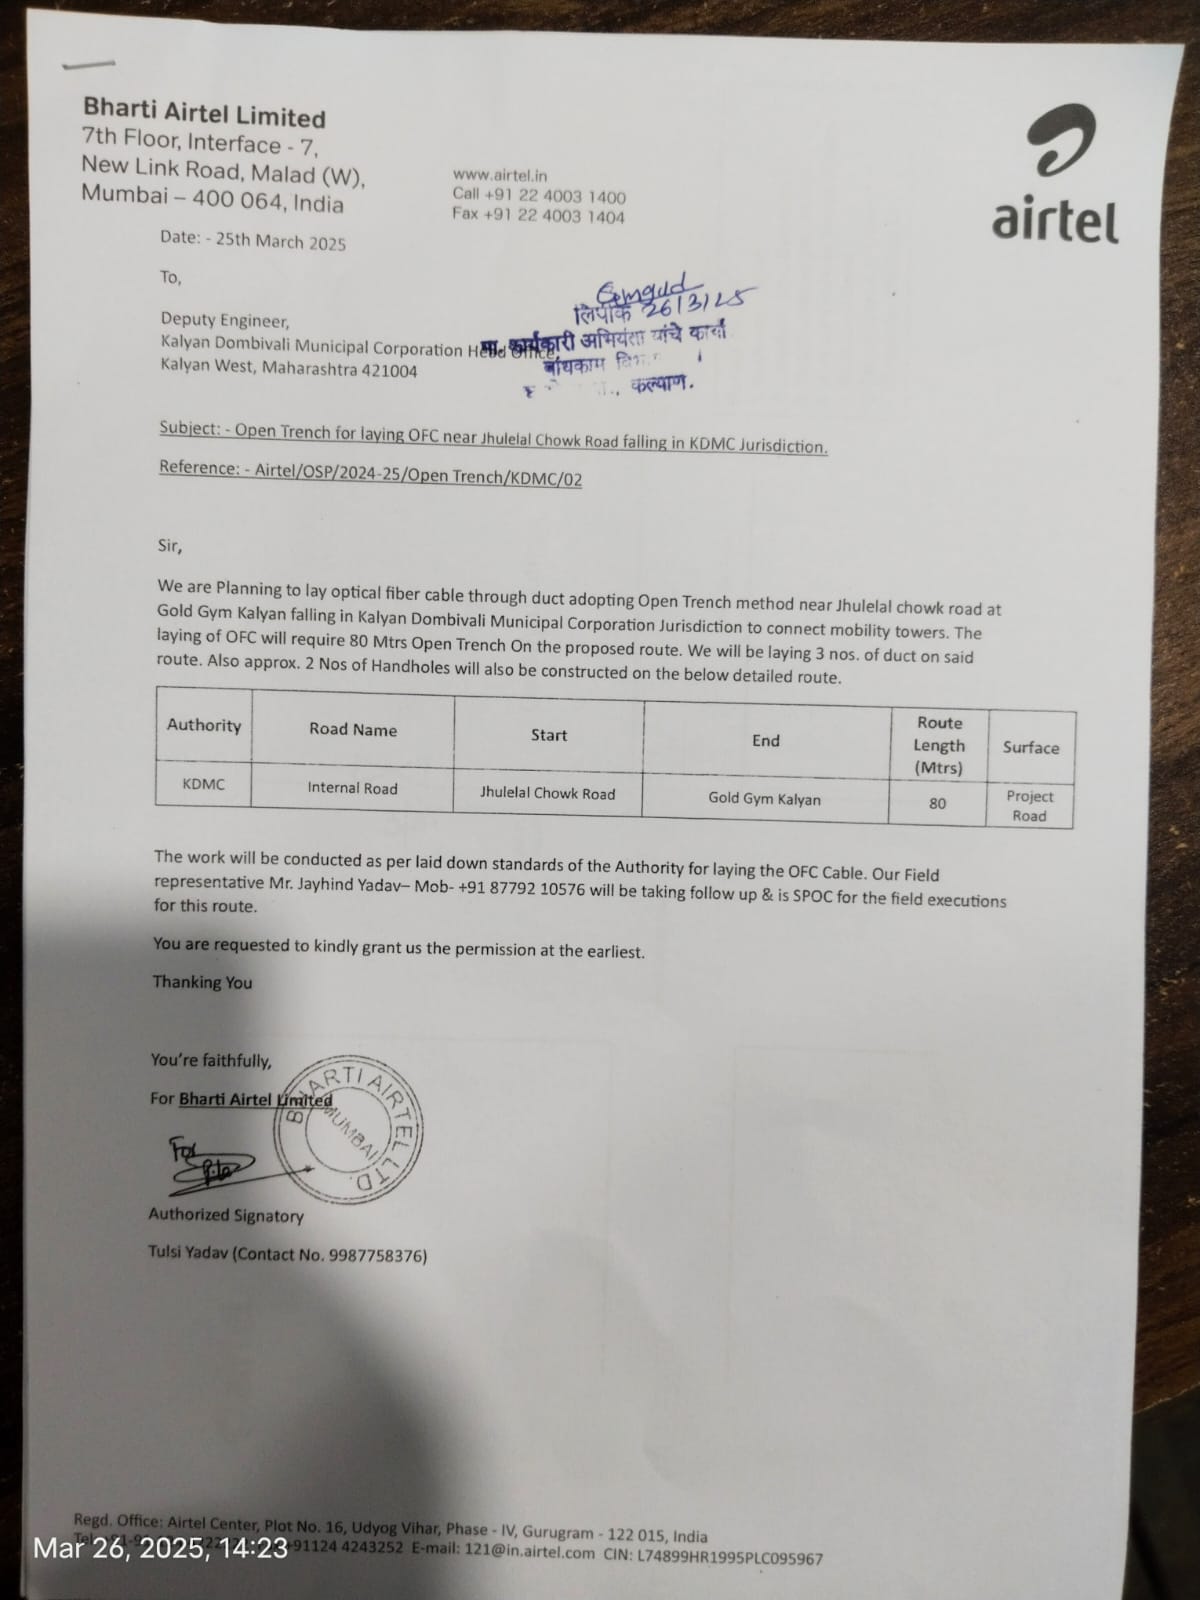 Bharti Airtel Limited
7th Floor, Interface - 7,
New Link Road, Malad (W),
Mumbai – 400 064, India
www.airtel.in
Call +91 22 4003 1400
Fax +91 22 4003 1404
airtel
Date: - 25th March 2025
To,
Deputy Engineer,
Kalyan Dombivali Municipal Corporation Head Office,
Kalyan West, Maharashtra 421004
लिपीक 26/3/25
मा. कार्यकारी अभियंता यांचे कार्या
बांधकाम
कल्याण.
Subject: - Open Trench for laying OFC near Jhulelal Chowk Road falling in KDMC Jurisdiction.
Reference: - Airtel/OSP/2024-25/Open Trench/KDMC/02
Sir,
We are Planning to lay optical fiber cable through duct adopting Open Trench method near Jhulelal chowk road at
Gold Gym Kalyan falling in Kalyan Dombivali Municipal Corporation Jurisdiction to connect mobility towers. The
laying of OFC will require 80 Mtrs Open Trench On the proposed route. We will be laying 3 nos. of duct on said
route. Also approx. 2 Nos of Handholes will also be constructed on the below detailed route.
Authority Road Name Start End Route Length (Mtrs) Surface
KDMC Internal Road Jhulelal Chowk Road Gold Gym Kalyan 80 Project Road
The work will be conducted as per laid down standards of the Authority for laying the OFC Cable. Our Field
representative Mr. Jayhind Yadav– Mob- +91 87792 10576 will be taking follow up & is SPOC for the field executions
for this route.
You are requested to kindly grant us the permission at the earliest.
Thanking You
You're faithfully,
For Bharti Airtel Limited
BHARTI AIRTEL LTD.
MUMBAI
For
Authorized Signatory
Tulsi Yadav (Contact No. 9987758376)
Regd. Office: Airtel Center, Plot No. 16, Udyog Vihar, Phase - IV, Gurugram - 122 015, India
+91124 4243252 E-mail: 121@in.airtel.com CIN: L74899HR1995PLC095967
Mar 26, 2025, 14:23